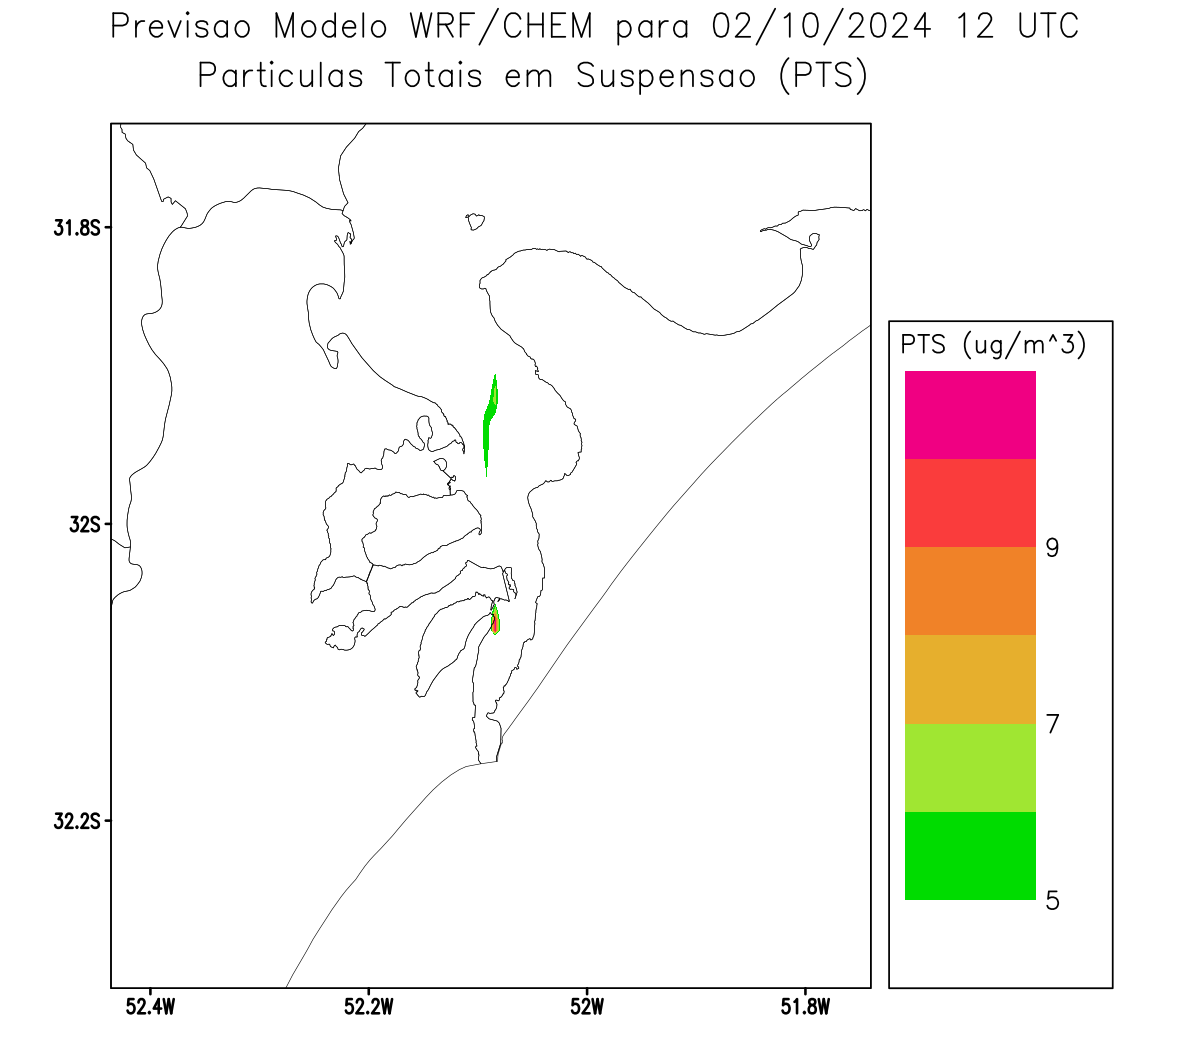 Previsao Modelo WRF/CHEM para 02/10/2024 12 UTC
Particulas Totais em Suspensao (PTS)
31.8S
32S
32.2S
52.4W
52.2W
52W
51.8W
PTS (ug/m^3)
9
7
5